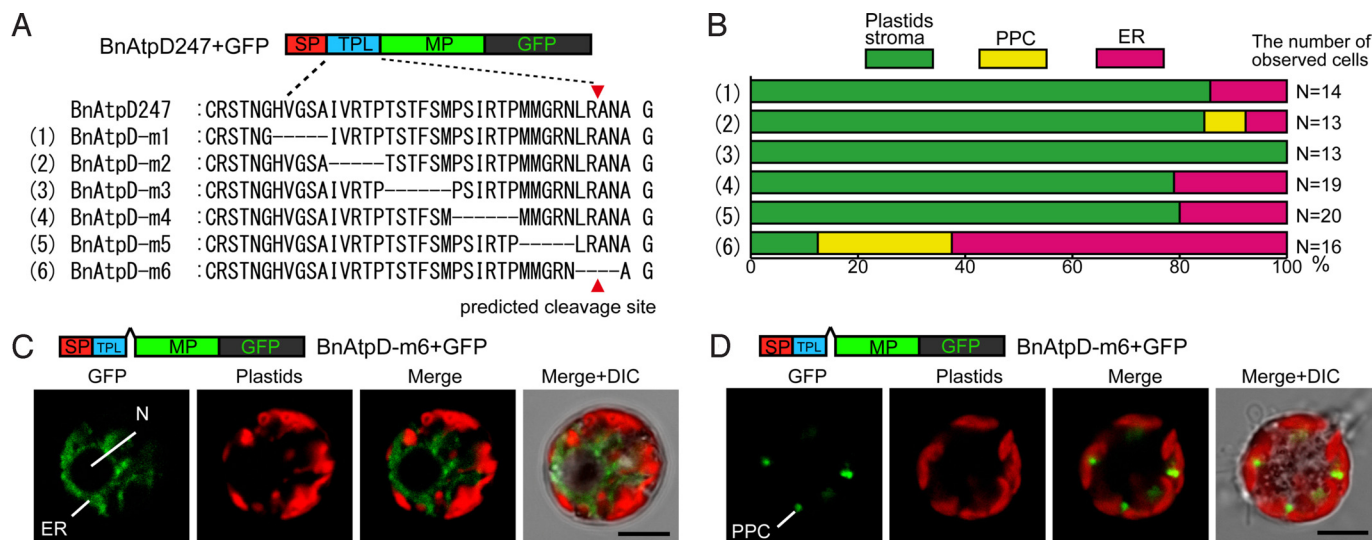 A
BnAtpD247+GFP SP TPL MP GFP
BnAtpD247 :CRSTNGHVGSAIVRTPTSTFSMPSIRTPMMGRNLRANA G
(1) BnAtpD-m1 :CRSTNG-----IVRTPTSTFSMPSIRTPMMGRNLRANA G
(2) BnAtpD-m2 :CRSTNGHVGSA-----TSTFSMPSIRTPMMGRNLRANA G
(3) BnAtpD-m3 :CRSTNGHVGSAIVRTP------PSIRTPMMGRNLRANA G
(4) BnAtpD-m4 :CRSTNGHVGSAIVRTPTSTFSM------MMGRNLRANA G
(5) BnAtpD-m5 :CRSTNGHVGSAIVRTPTSTFSMPSIRTP-----LRANA G
(6) BnAtpD-m6 :CRSTNGHVGSAIVRTPTSTFSMPSIRTPMMGRN----A G
predicted cleavage site
B
Plastids
stroma
PPC
ER
The number of
observed cells
(1) N=14
(2) N=13
(3) N=13
(4) N=19
(5) N=20
(6) N=16
0 20 40 60 80 100
%
C
SP TPL MP GFP BnAtpD-m6+GFP
GFP Plastids Merge Merge+DIC
N
ER
D
SP TPL MP GFP BnAtpD-m6+GFP
GFP Plastids Merge Merge+DIC
PPC